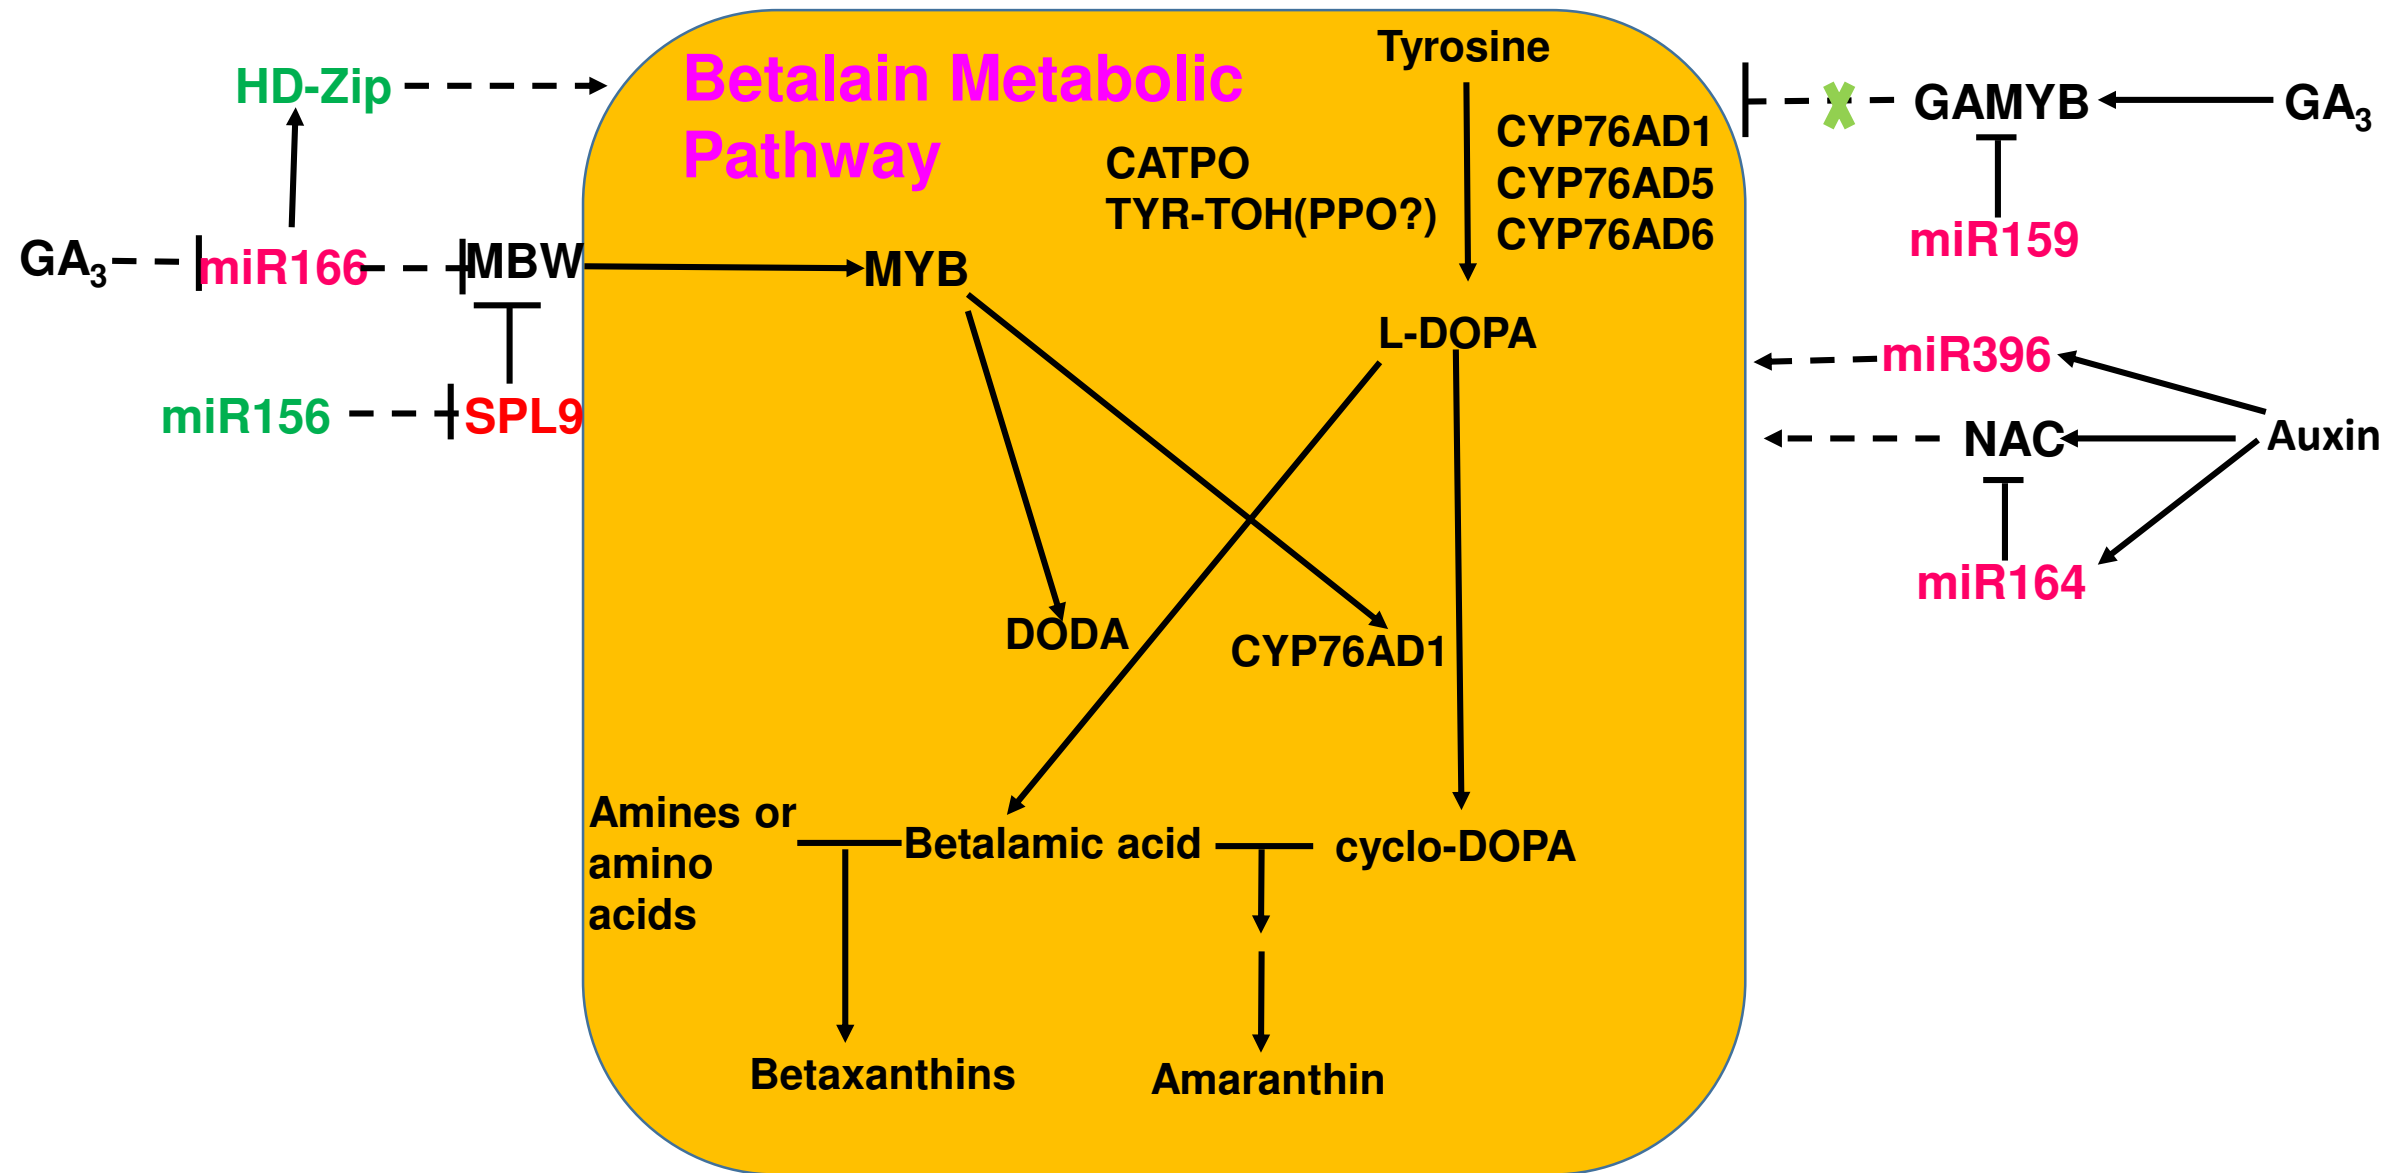 Betalain Metabolic
Pathway
Tyrosine
CATPO
TYR-TOH(PPO?)
CYP76AD1
CYP76AD5
CYP76AD6
HD-Zip
GA3
miR166
MBW
MYB
L-DOPA
miR156
SPL9
DODA
CYP76AD1
Amines or
amino
acids
Betalamic acid
cyclo-DOPA
Betaxanthins
Amaranthin
GAMYB
GA3
miR159
miR396
NAC
Auxin
miR164